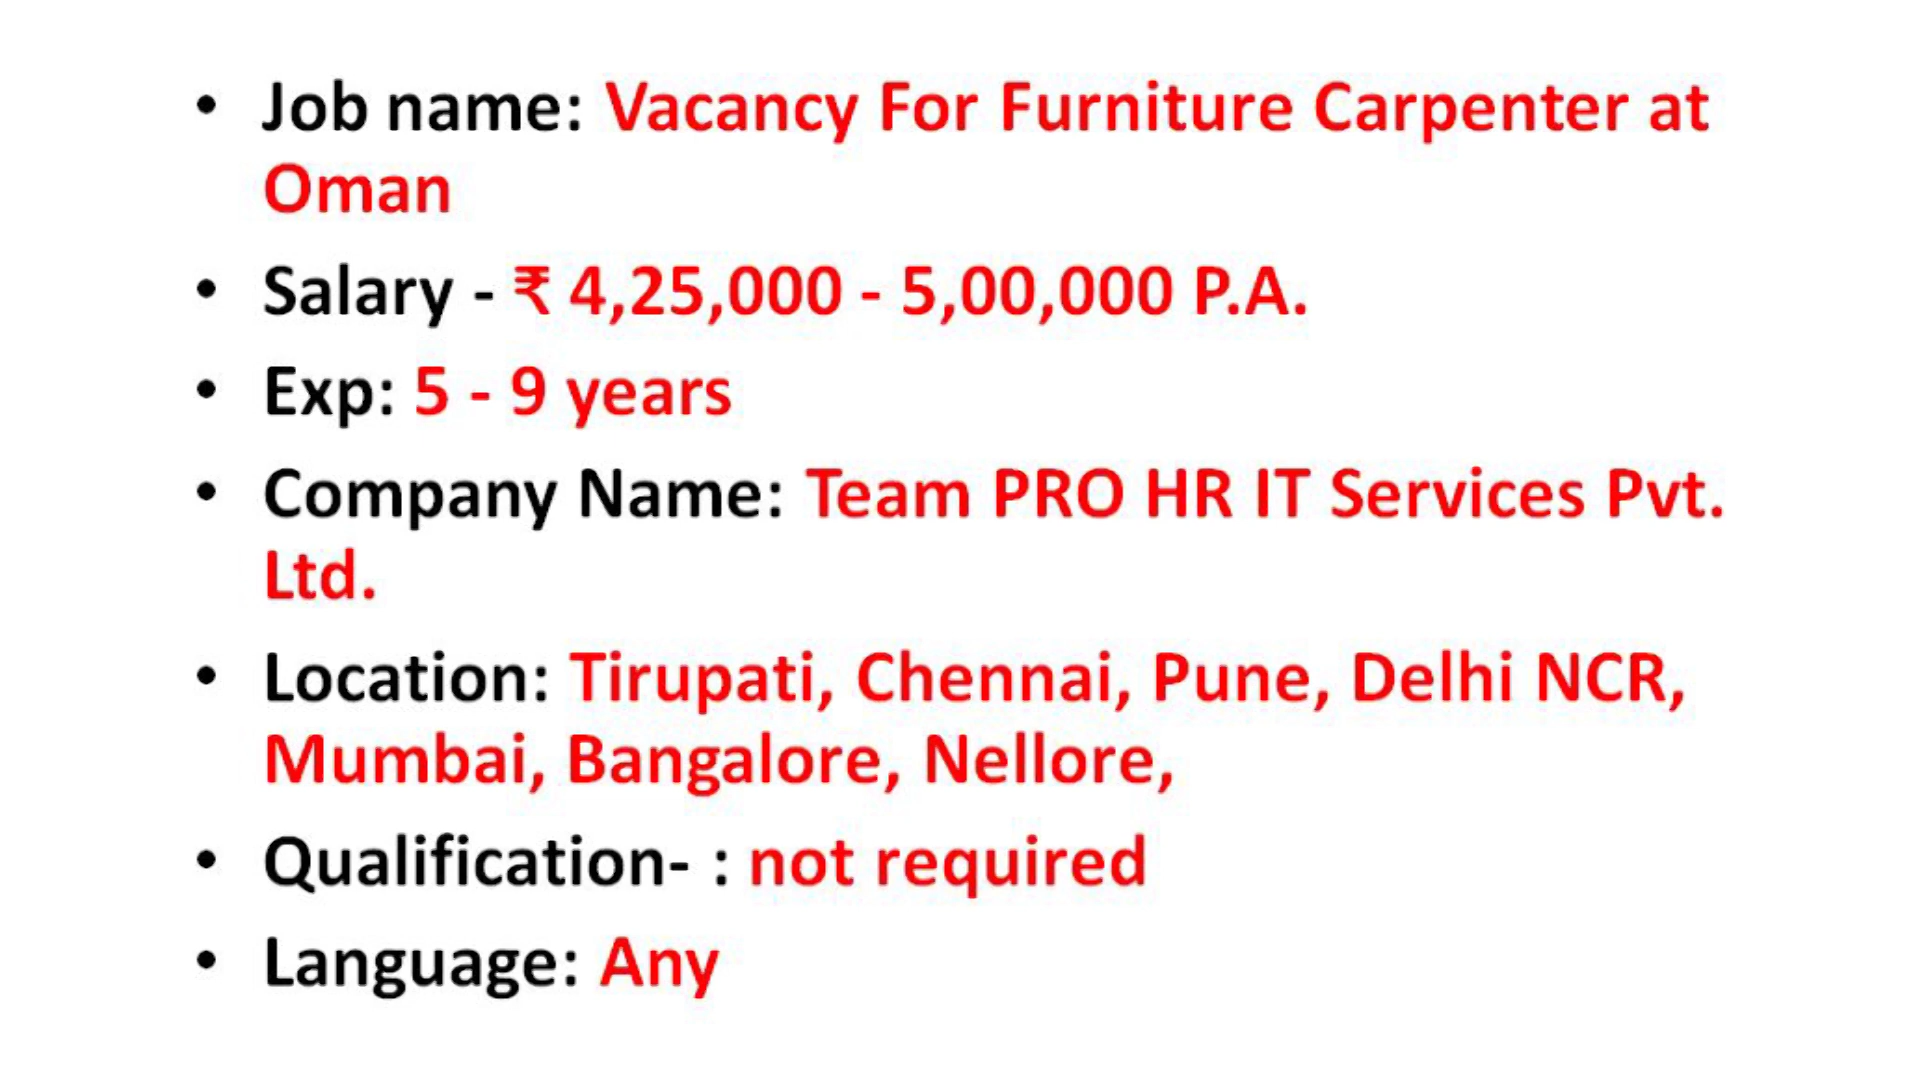 • Job name: Vacancy For Furniture Carpenter at
Oman
• Salary - ₹ 4,25,000 - 5,00,000 P.A.
• Exp: 5 - 9 years
• Company Name: Team PRO HR IT Services Pvt.
Ltd.
• Location: Tirupati, Chennai, Pune, Delhi NCR,
Mumbai, Bangalore, Nellore,
• Qualification- : not required
• Language: Any